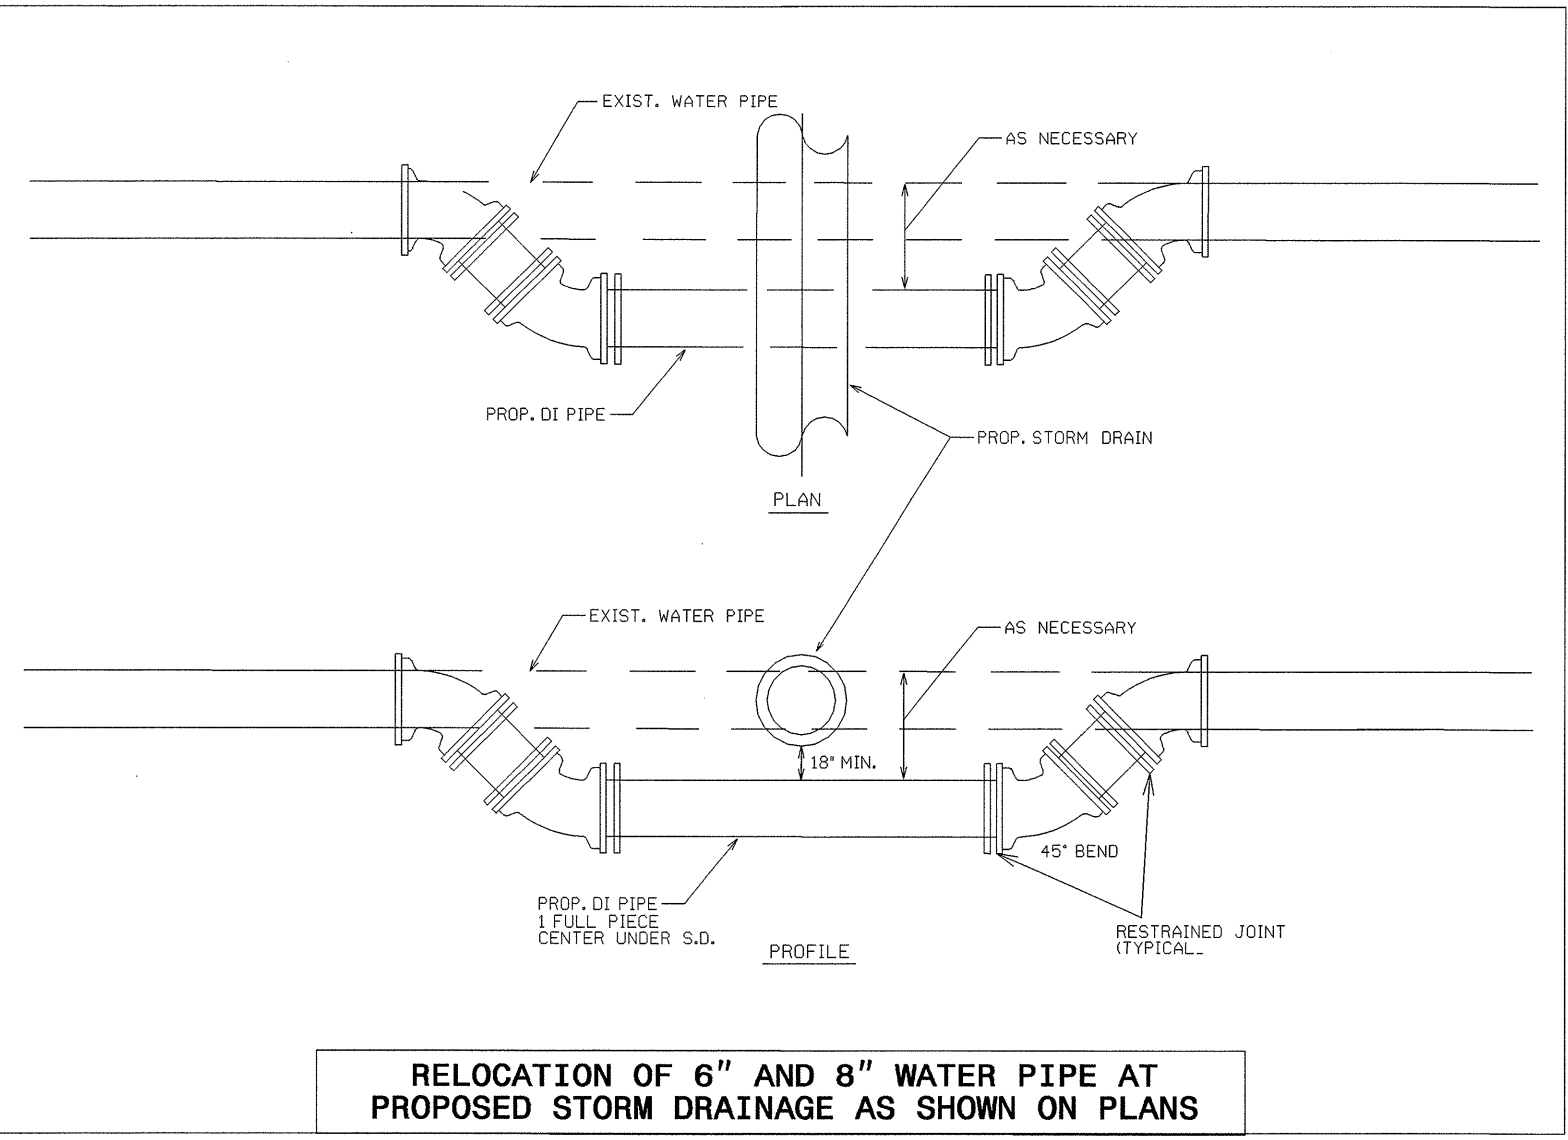 EXIST. WATER PIPE
AS NECESSARY
PROP. DI PIPE
PROP. STORM DRAIN
PLAN
EXIST. WATER PIPE
AS NECESSARY
18" MIN.
45° BEND
PROP. DI PIPE
1 FULL PIECE
CENTER UNDER S.D.
RESTRAINED JOINT
(TYPICAL_
PROFILE
RELOCATION OF 6" AND 8" WATER PIPE AT
PROPOSED STORM DRAINAGE AS SHOWN ON PLANS